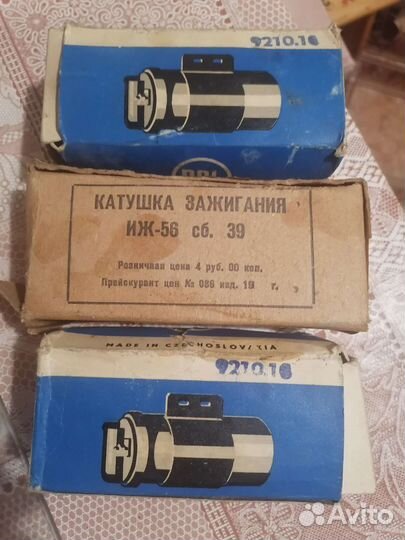 9210.16
PAL
КАТУШКА ЗАЖИГАНИЯ
ИЖ-56 сб. 39
Розничная цена 4 руб. 00 коп.
Прейскурант цен № 086 изд. 19 г.
MADE IN CZECHOSLOVAKIA
9210.16
Avito